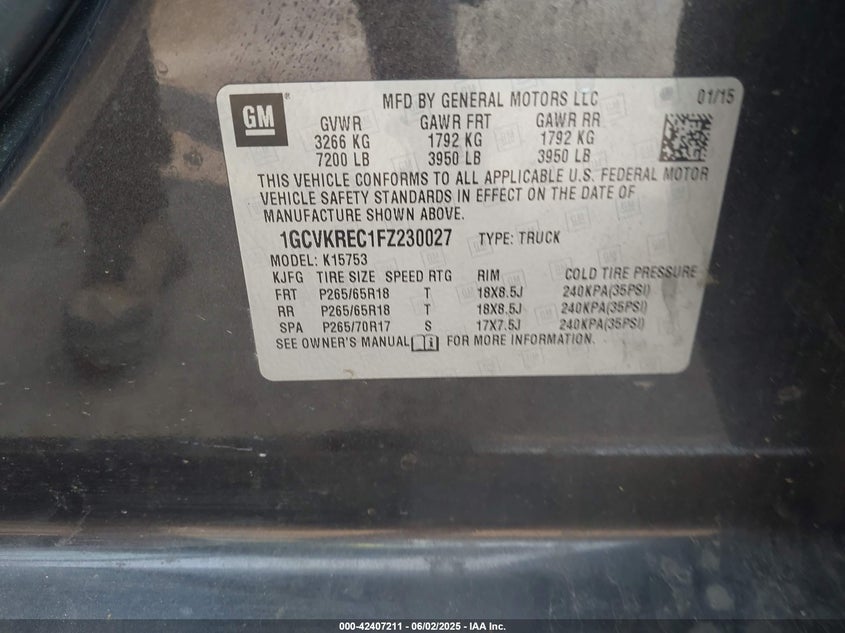 GM
®
MFD BY GENERAL MOTORS LLC 01/15
GVWR GAWR FRT GAWR RR
3266 KG 1792 KG 1792 KG
7200 LB 3950 LB 3950 LB
THIS VEHICLE CONFORMS TO ALL APPLICABLE U.S. FEDERAL MOTOR
VEHICLE SAFETY STANDARDS IN EFFECT ON THE DATE OF
MANUFACTURE SHOWN ABOVE.
1GCVKREC1FZ230027 TYPE: TRUCK
MODEL: K15753
KJFG TIRE SIZE SPEED RTG RIM COLD TIRE PRESSURE
FRT P265/65R18 T 18X8.5J 240KPA(35PSI)
RR P265/65R18 T 18X8.5J 240KPA(35PSI)
SPA P265/70R17 S 17X7.5J 240KPA(35PSI)
SEE OWNER'S MANUAL FOR MORE INFORMATION.
000-42407211 - 06/02/2025 - IAA Inc.